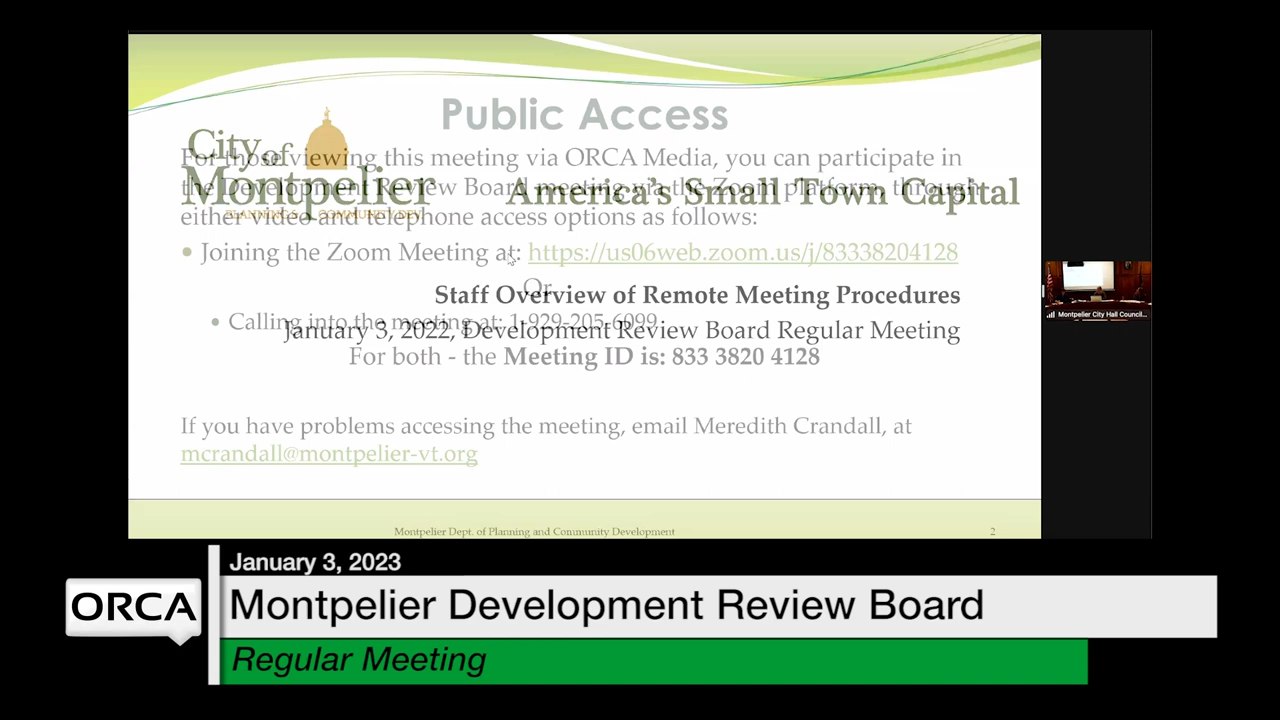 Public Access
City of
Montpelier
America's Small Town Capital
PLANNING & COMMUNITY DEV
For those viewing this meeting via ORCA Media, you can participate in
the Development Review Board meeting via the Zoom platform, through
either video and telephone access options as follows:
• Joining the Zoom Meeting at: https://us06web.zoom.us/j/83338204128
Or
Staff Overview of Remote Meeting Procedures
• Calling into the meeting at: 1-929-205-6099
January 3, 2022, Development Review Board Regular Meeting
For both - the Meeting ID is: 833 3820 4128
If you have problems accessing the meeting, email Meredith Crandall, at
mcrandall@montpelier-vt.org
Montpelier Dept. of Planning and Community Development
2
Montpelier City Hall Council...
January 3, 2023
ORCA
Montpelier Development Review Board
Regular Meeting